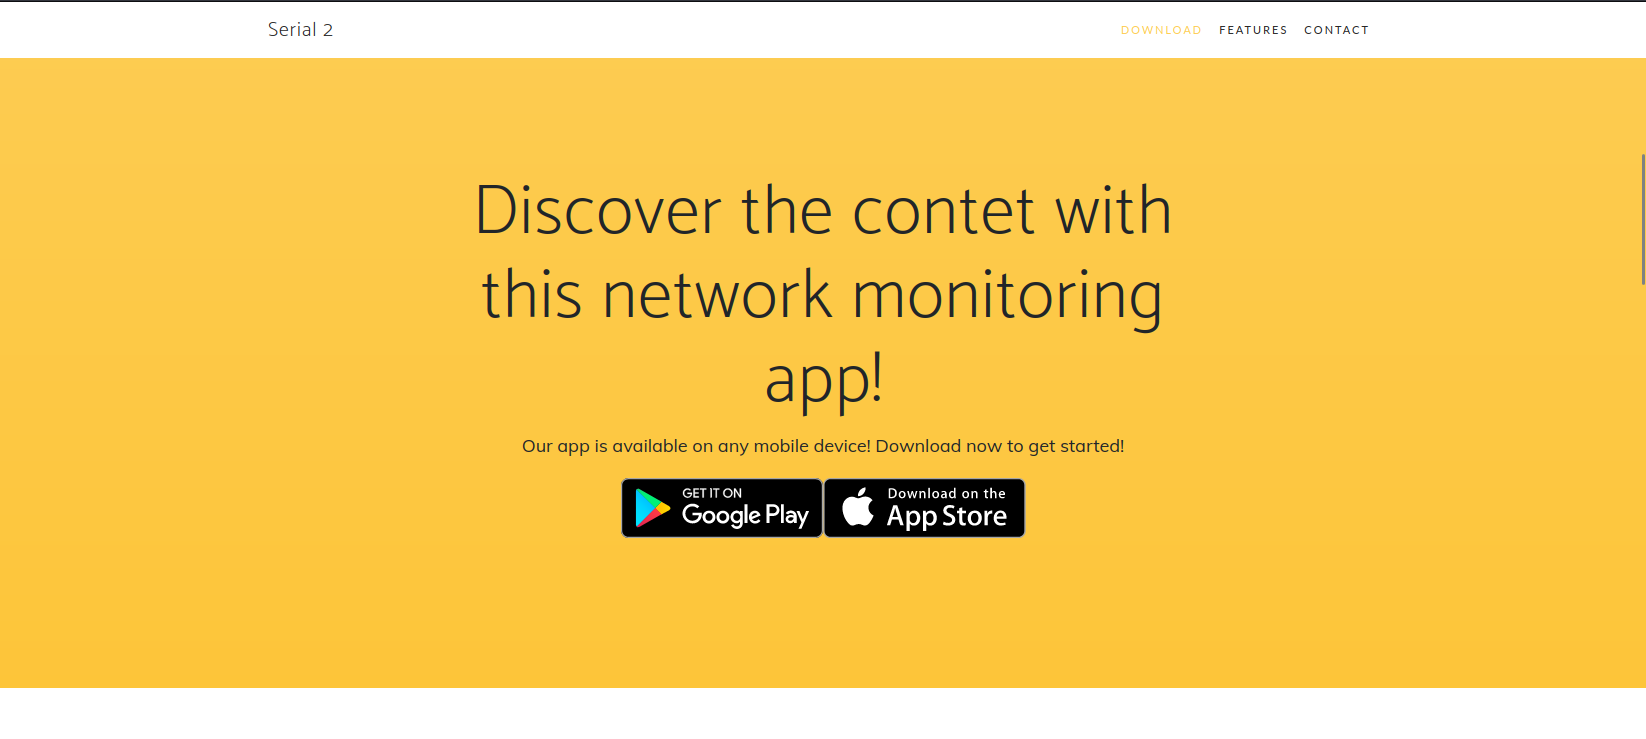 Serial 2
DOWNLOAD FEATURES CONTACT
Discover the contet with
this network monitoring
app!
Our app is available on any mobile device! Download now to get started!
GET IT ON
Google Play
Download on the
App Store